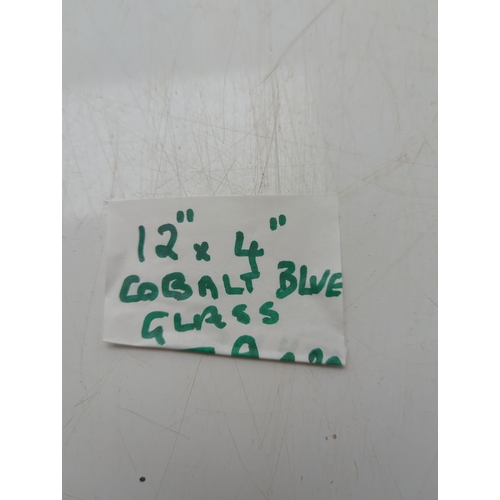 12" x 4"
COBALT BLUE
GLASS